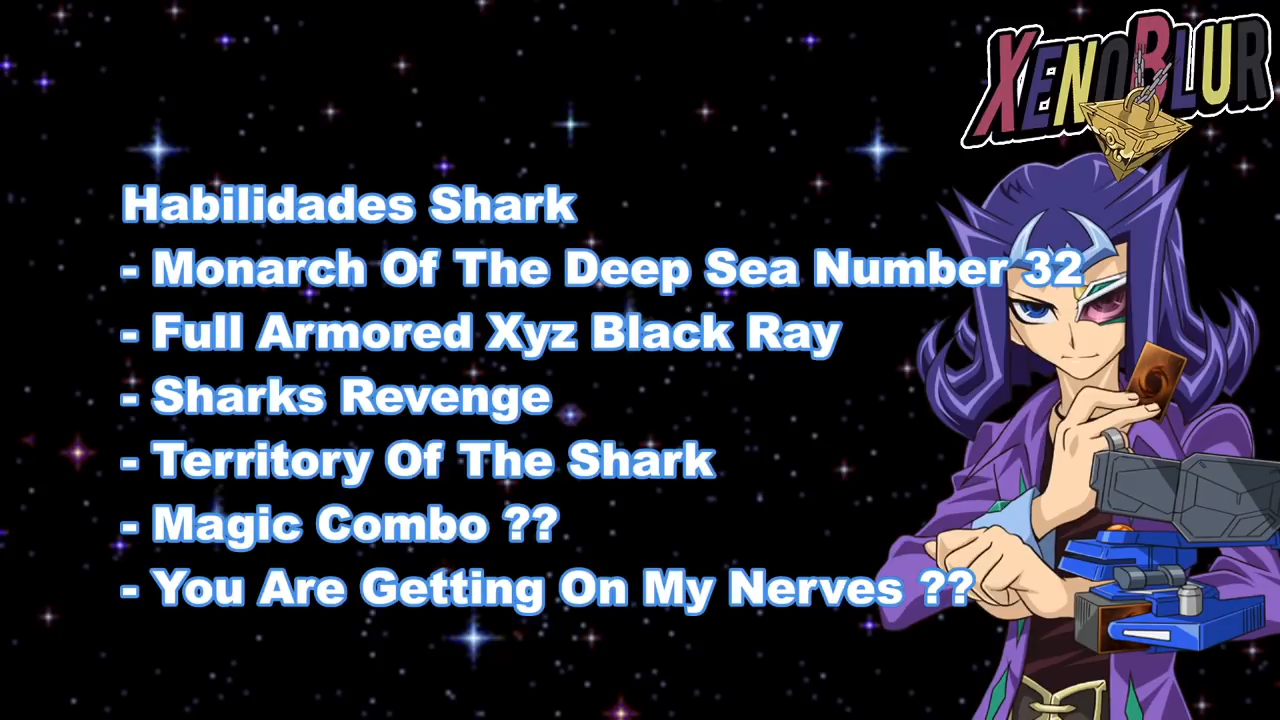 XENOBLUR
Habilidades Shark
- Monarch Of The Deep Sea Number 32
- Full Armored Xyz Black Ray
- Sharks Revenge
- Territory Of The Shark
- Magic Combo ??
- You Are Getting On My Nerves ??